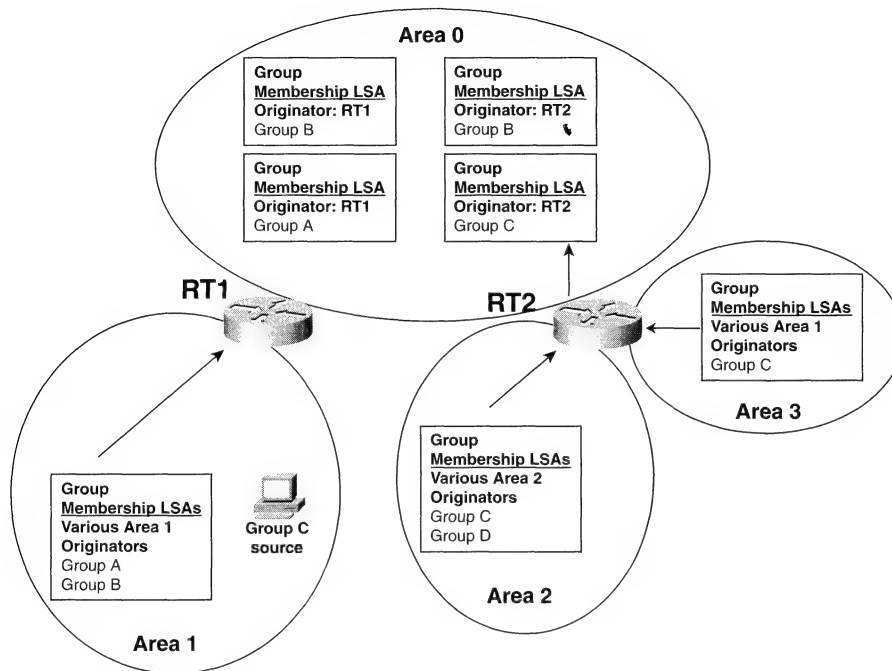 Area 0
Group
Membership LSA
Originator: RT1
Group B
Group
Membership LSA
Originator: RT2
Group B
Group
Membership LSA
Originator: RT1
Group A
Group
Membership LSA
Originator: RT2
Group C
RT1
RT2
Group
Membership LSAs
Various Area 1
Originators
Group C
Area 3
Group
Membership LSAs
Various Area 1
Originators
Group A
Group B
Group C
source
Area 1
Group
Membership LSAs
Various Area 2
Originators
Group C
Group D
Area 2